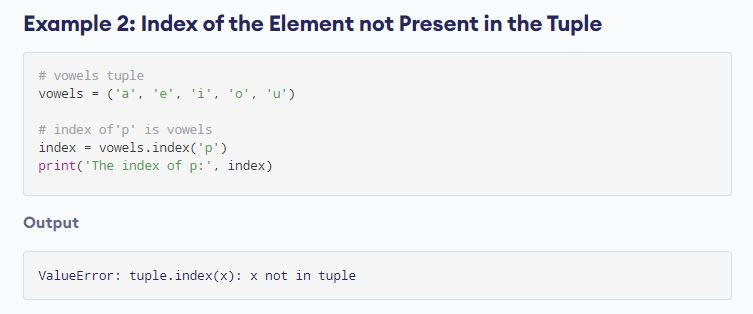 Example 2: Index of the Element not Present in the Tuple
# vowels tuple
vowels = ('a', 'e', 'i', 'o', 'u')
# index of'p' is vowels
index = vowels.index('p')
print('The index of p:', index)
Output
ValueError: tuple.index(x): x not in tuple